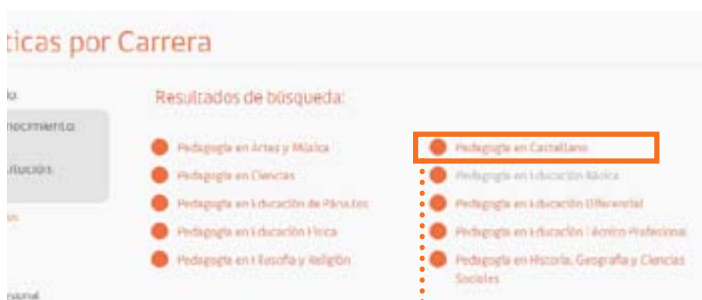 ticas por Carrera
Resultados de búsqueda:
Pedagogía en Artes y Música
Pedagogía en Ciencias
Pedagogía en Educación de Párvulos
Pedagogía en Educación Física
Pedagogía en Filosofía y Religión
Pedagogía en Castellano
Pedagogía en Educación Básica
Pedagogía en Educación Diferencial
Pedagogía en Educación Técnico Profesional
Pedagogía en Historia, Geografía y Ciencias
Sociales
nocimiento
titución